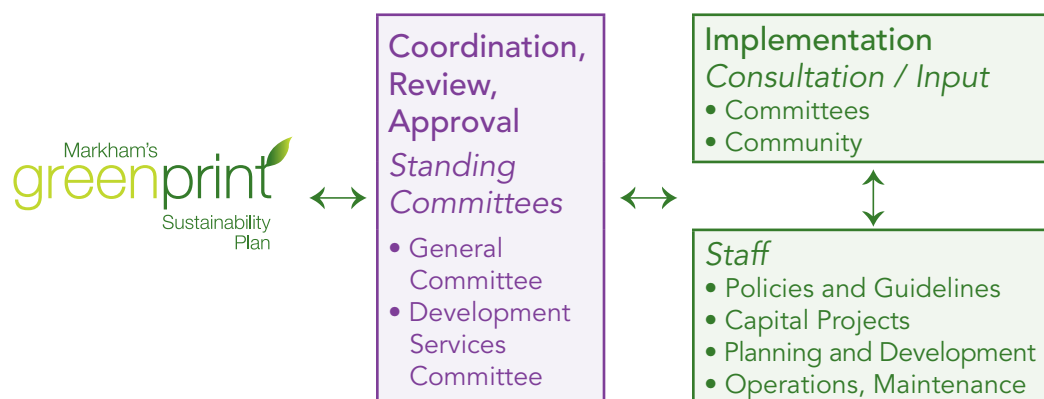 Markham's
greenprint
Sustainability
Plan
Coordination,
Review,
Approval
Standing
Committees
• General
Committee
• Development
Services
Committee
Implementation
Consultation / Input
• Committees
• Community
Staff
• Policies and Guidelines
• Capital Projects
• Planning and Development
• Operations, Maintenance